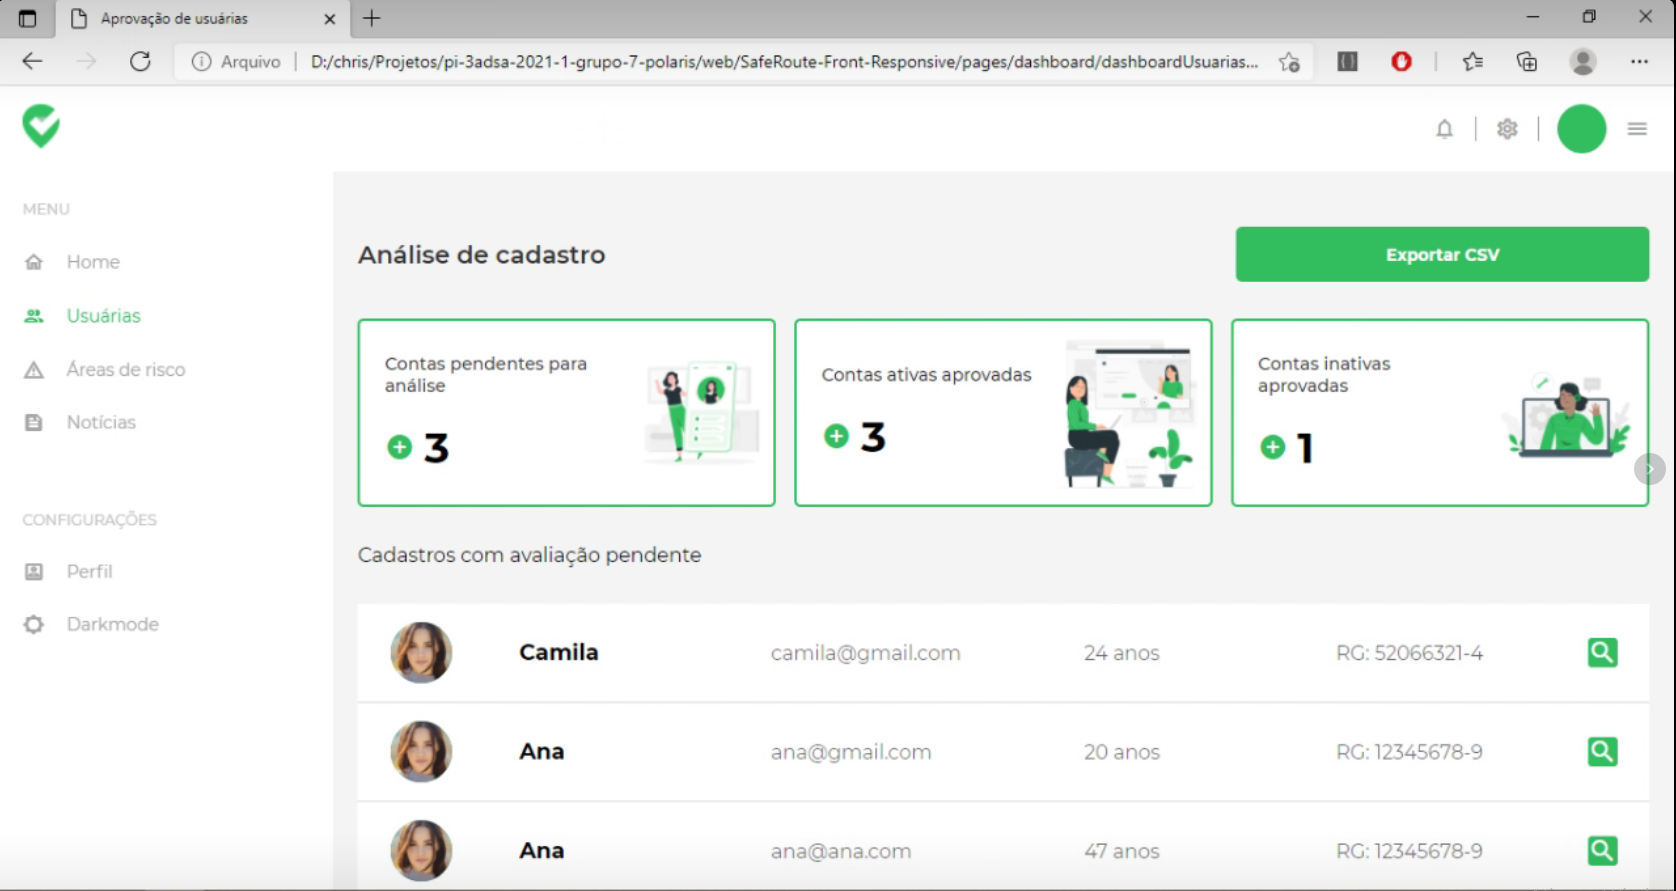 Aprovação de usuárias
Arquivo
D:/chris/Projetos/pi-3adsa-2021-1-grupo-7-polaris/web/SafeRoute-Front-Responsive/pages/dashboard/dashboardUsuarias...
MENU
Home
Usuárias
Áreas de risco
Notícias
CONFIGURAÇÕES
Perfil
Darkmode
Análise de cadastro
Exportar CSV
Contas pendentes para
análise
3
Contas ativas aprovadas
3
Contas inativas
aprovadas
1
Cadastros com avaliação pendente
Camila camila@gmail.com 24 anos RG: 52066321-4
Ana ana@gmail.com 20 anos RG: 12345678-9
Ana ana@ana.com 47 anos RG: 12345678-9